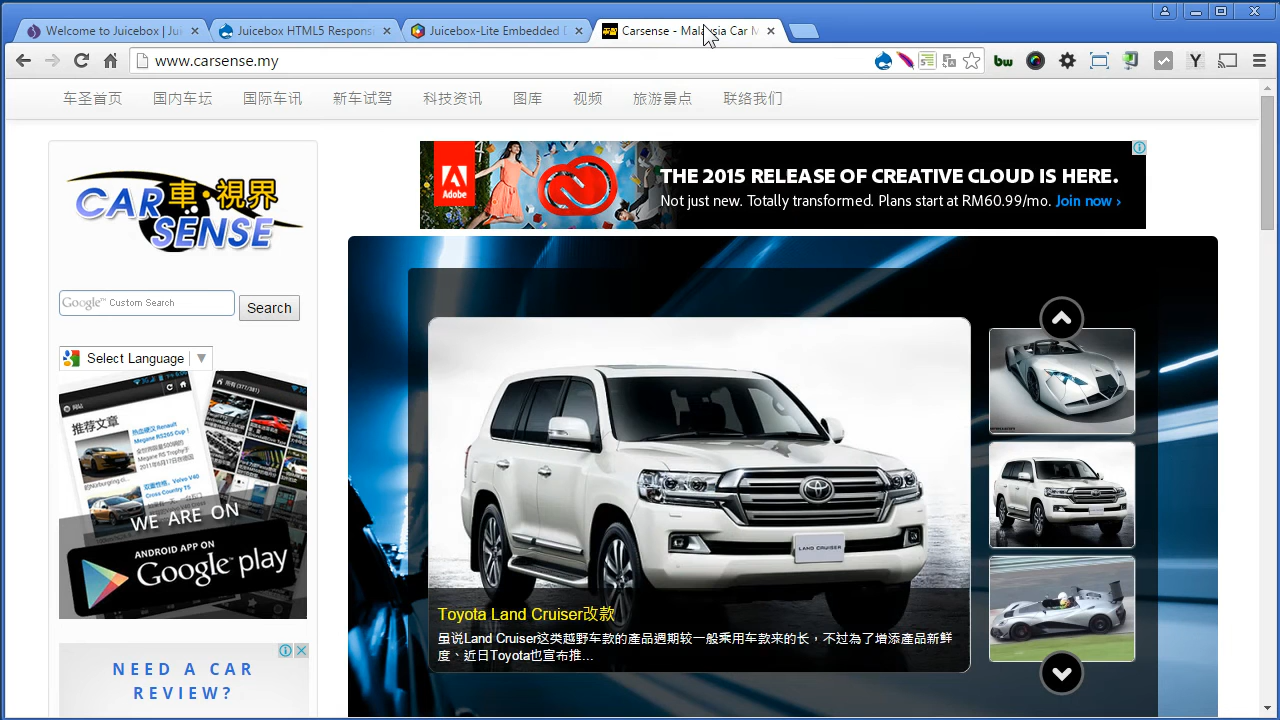 Welcome to Juicebox | Jui
Juicebox HTML5 Respons
Juicebox-Lite Embedded D
Carsense - Malaysia Car M
www.carsense.my
bw
Y
车圣首页 国内车坛 国际车讯 新车试驾 科技资讯 图库 视频 旅游景点 联络我们
CAR 車·視界
SENSE
Adobe
THE 2015 RELEASE OF CREATIVE CLOUD IS HERE.
Not just new. Totally transformed. Plans start at RM60.99/mo. Join now ›
Google™ Custom Search
Search
Select Language
推荐文章
WE ARE ON
ANDROID APP ON
Google play
NEED A CAR
REVIEW?
LAND CRUISER
Toyota Land Cruiser改款
虽说Land Cruiser这类越野车款的產品週期较一般乘用车款来的长，不过為了增添產品新鲜
度、近日Toyota也宣布推...